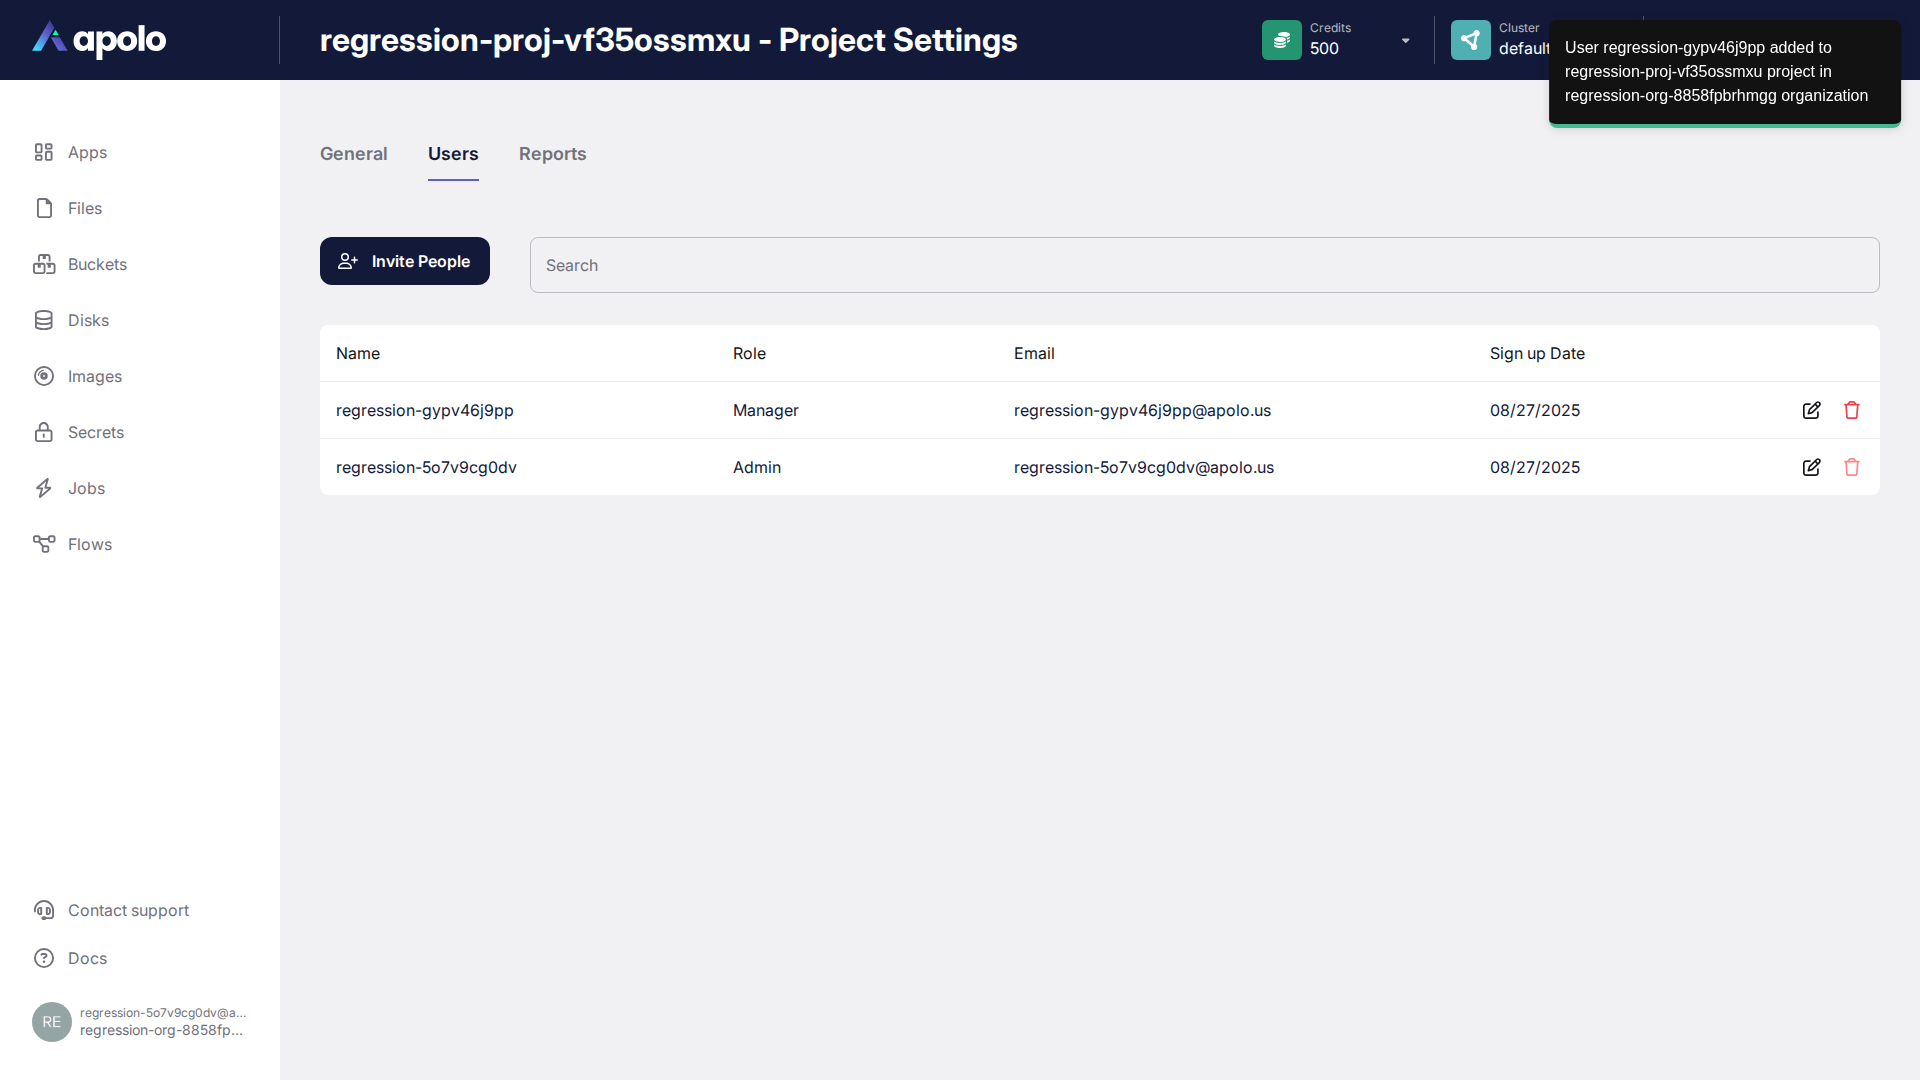 apolo
regression-proj-vf35ossmxu - Project Settings
Credits
500
Cluster
default
User regression-gypv46j9pp added to
regression-proj-vf35ossmxu project in
regression-org-8858fpbrhmgg organization
Apps
Files
Buckets
Disks
Images
Secrets
Jobs
Flows
General Users Reports
Invite People
Search
Name Role Email Sign up Date
regression-gypv46j9pp Manager regression-gypv46j9pp@apolo.us 08/27/2025
regression-5o7v9cg0dv Admin regression-5o7v9cg0dv@apolo.us 08/27/2025
Contact support
Docs
RE
regression-5o7v9cg0dv@a...
regression-org-8858fp...